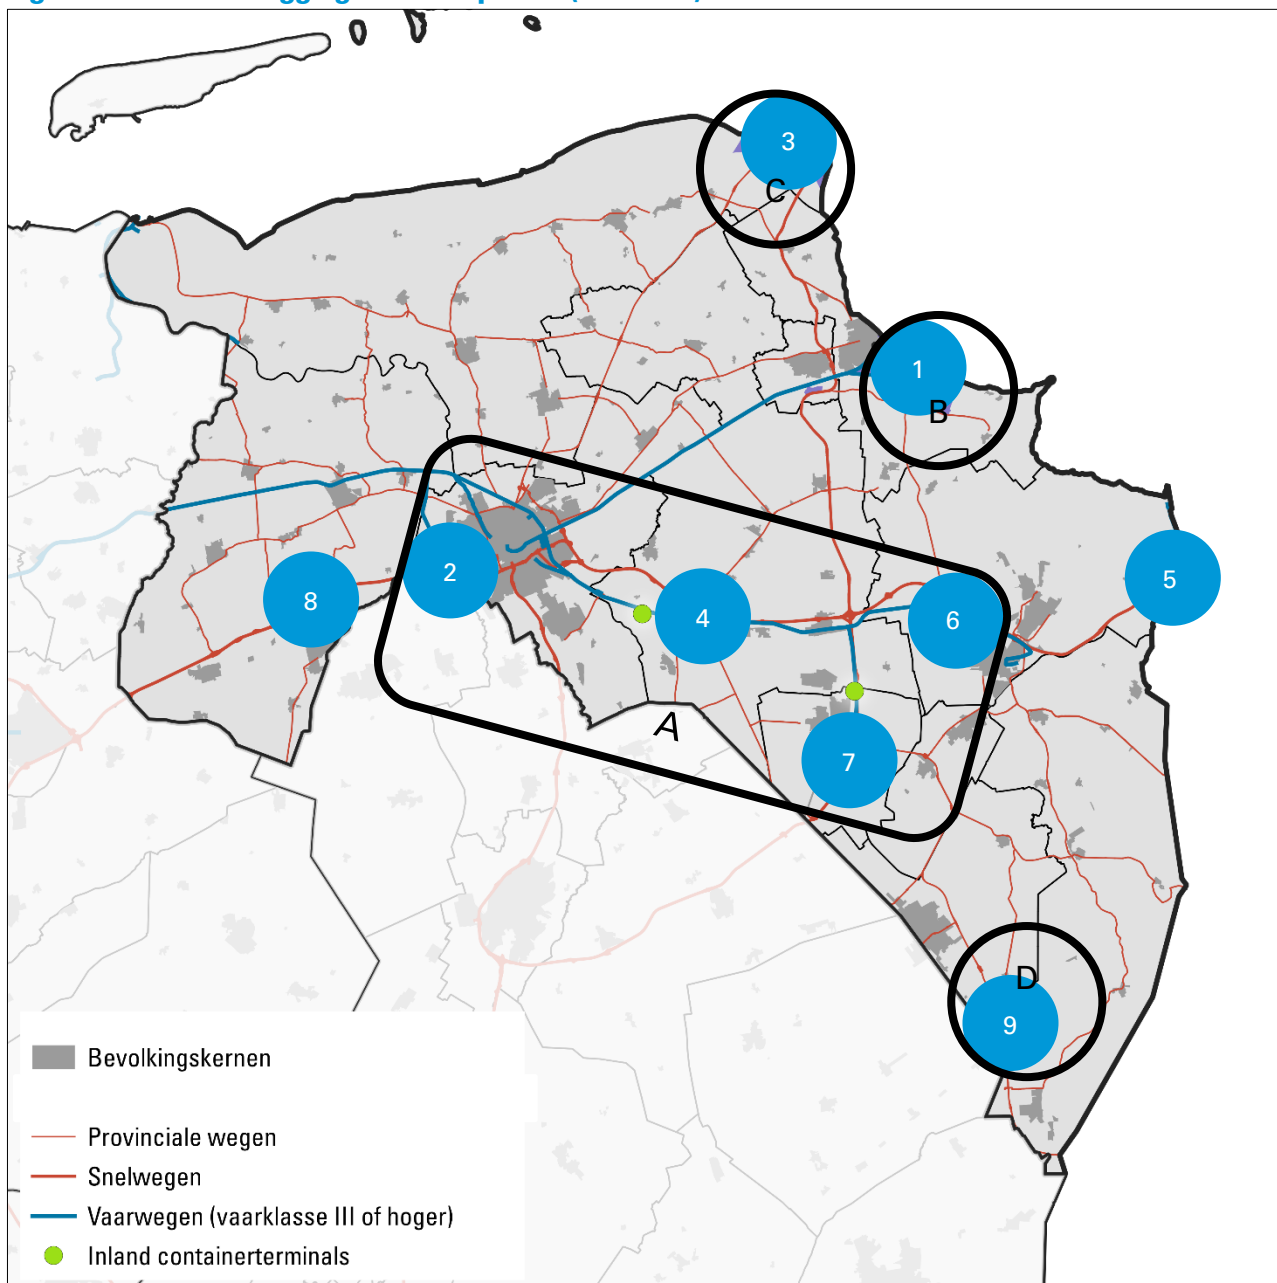 3
C
1
B
2
8
4
6
5
A
7
D
9
Bevolkingskernen
Provinciale wegen
Snelwegen
Vaarwegen (vaarklasse III of hoger)
Inland containerterminals